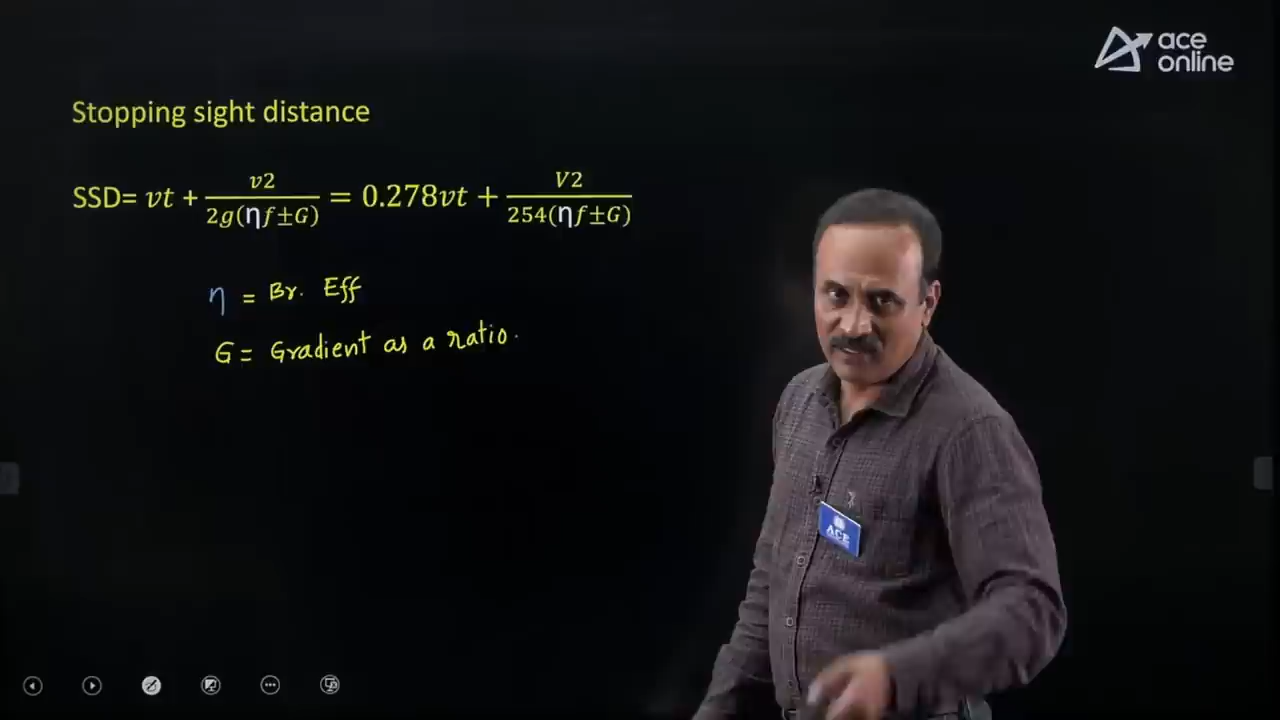 ace
online
Stopping sight distance
SSD= vt + v2/2g(ηf±G) = 0.278vt + V2/254(ηf±G)
η = Br. Eff
G = Gradient as a ratio.
ACE